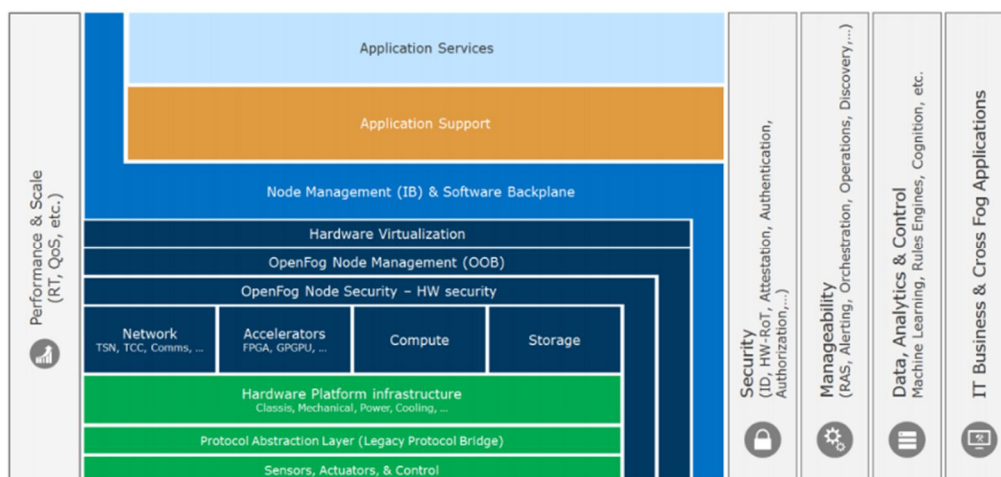 Performance & Scale
(RT, QoS, etc.)
Application Services
Application Support
Node Management (IB) & Software Backplane
Hardware Virtualization
OpenFog Node Management (OOB)
OpenFog Node Security – HW security
Network
TSN, TCC, Comms, ...
Accelerators
FPGA, GPGPU, ...
Compute
Storage
Hardware Platform infrastructure
Classis, Mechanical, Power, Cooling, ...
Protocol Abstraction Layer (Legacy Protocol Bridge)
Sensors, Actuators, & Control
Security
(ID, HW-RoT, Attestation, Authentication,
Authorization,...)
Manageability
(RAS, Alerting, Orchestration, Operations, Discovery,...)
Data, Analytics & Control
Machine Learning, Rules Engines, Cognition, etc.
IT Business & Cross Fog Applications